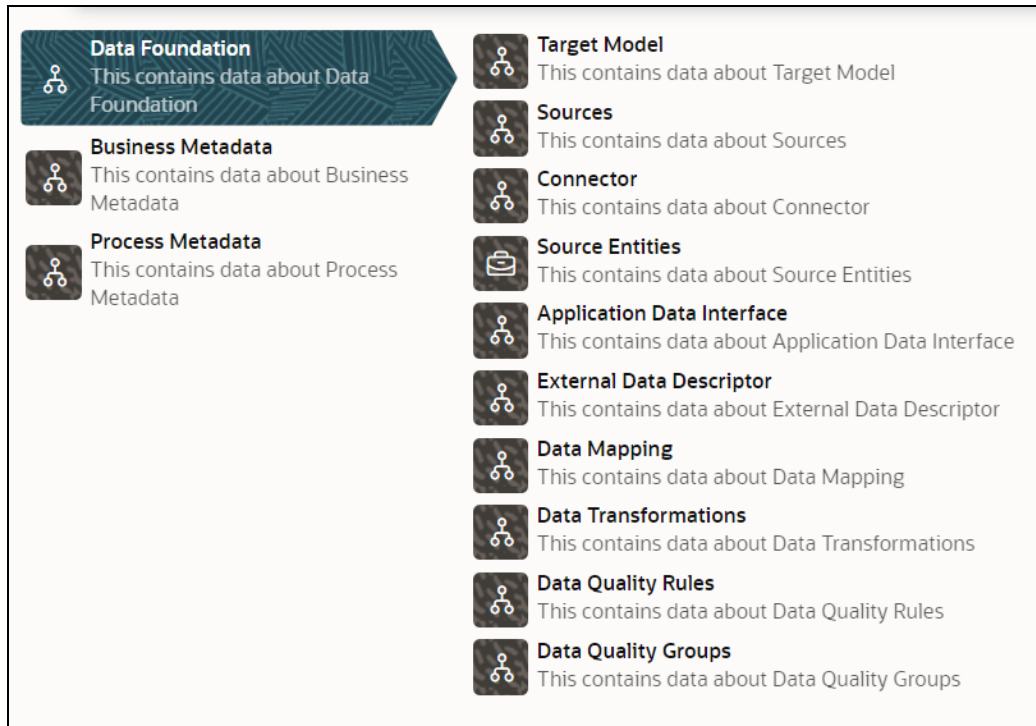 Data Foundation
This contains data about Data
Foundation
Business Metadata
This contains data about Business
Metadata
Process Metadata
This contains data about Process
Metadata
Target Model
This contains data about Target Model
Sources
This contains data about Sources
Connector
This contains data about Connector
Source Entities
This contains data about Source Entities
Application Data Interface
This contains data about Application Data Interface
External Data Descriptor
This contains data about External Data Descriptor
Data Mapping
This contains data about Data Mapping
Data Transformations
This contains data about Data Transformations
Data Quality Rules
This contains data about Data Quality Rules
Data Quality Groups
This contains data about Data Quality Groups